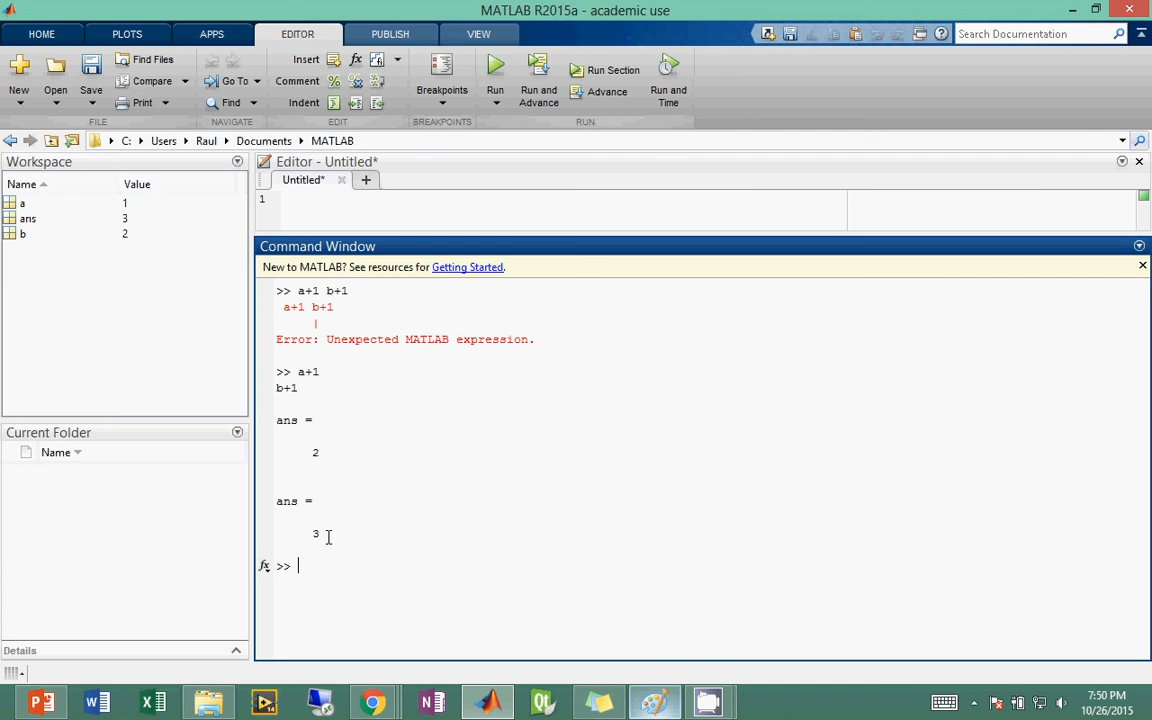 MATLAB R2015a - academic use
HOME PLOTS APPS EDITOR PUBLISH VIEW Search Documentation
New Open Save Find Files Compare Print
Insert Comment Indent
Go To Find
Breakpoints Run Run and Advance Run Section Advance Run and Time
FILE NAVIGATE EDIT BREAKPOINTS RUN
C: Users Raul Documents MATLAB
Workspace
Name Value
a 1
ans 3
b 2
Current Folder
Name
Details
Editor - Untitled*
Untitled* +
1
Command Window
New to MATLAB? See resources for Getting Started.
>> a+1 b+1
a+1 b+1
|
Error: Unexpected MATLAB expression.
>> a+1
b+1
ans =
2
ans =
3
fx >>
7:50 PM
10/26/2015